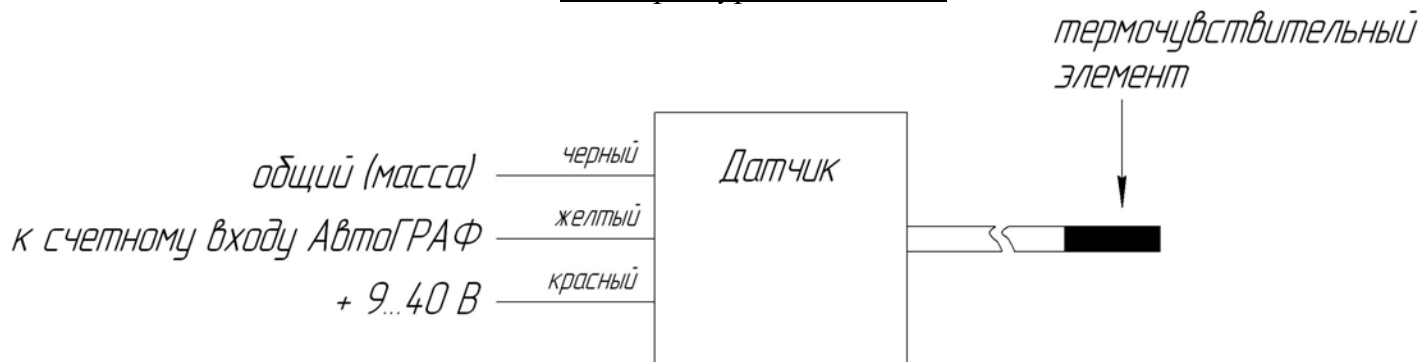 термочувствительный
элемент
Датчик
черный
общий (масса)
желтый
к счетному входу АвтоГРАФ
красный
+ 9...40 В